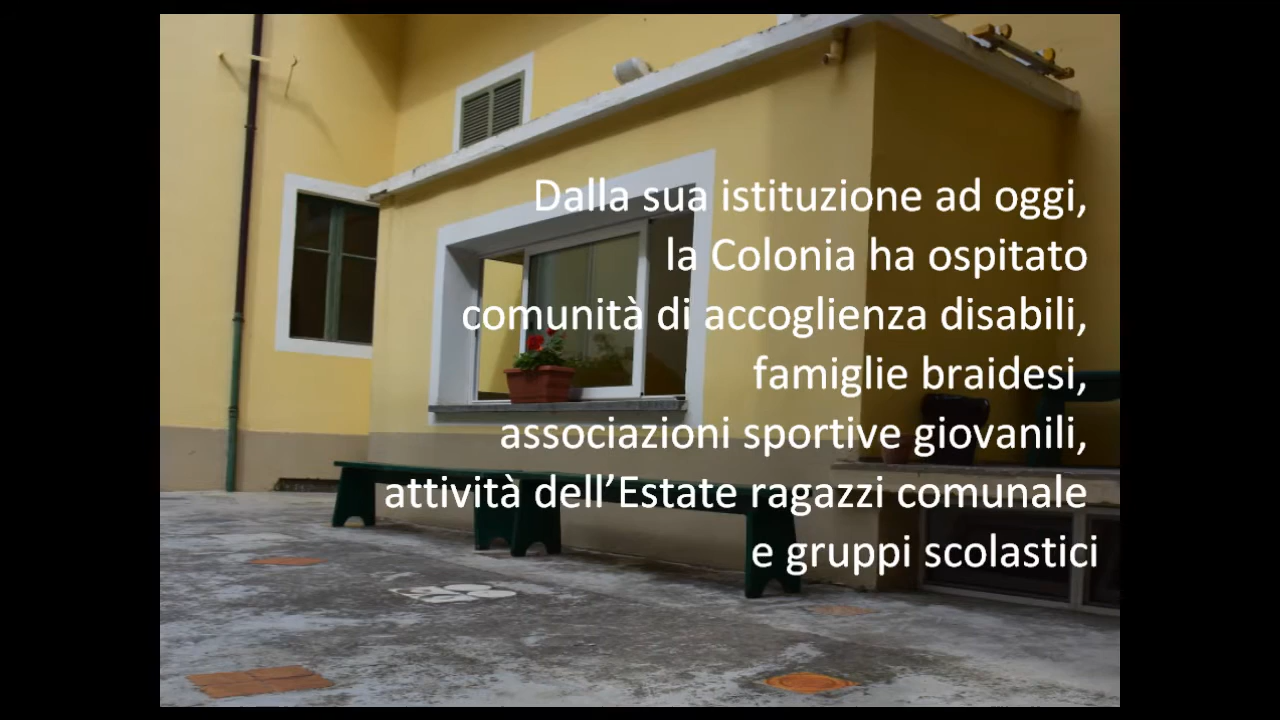 Dalla sua istituzione ad oggi,
la Colonia ha ospitato
comunità di accoglienza disabili,
famiglie braidesi,
associazioni sportive giovanili,
attività dell’Estate ragazzi comunale
e gruppi scolastici